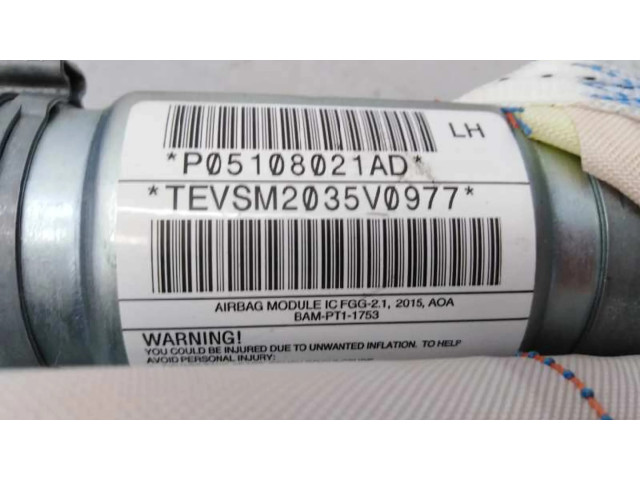 LH
*P05108021AD*
*TEVSM2035V0977*
AIRBAG MODULE IC FGG-2.1, 2015, AOA
BAM-PT1-1753
WARNING!
YOU COULD BE INJURED DUE TO UNWANTED INFLATION. TO HELP
AVOID PERSONAL INJURY: